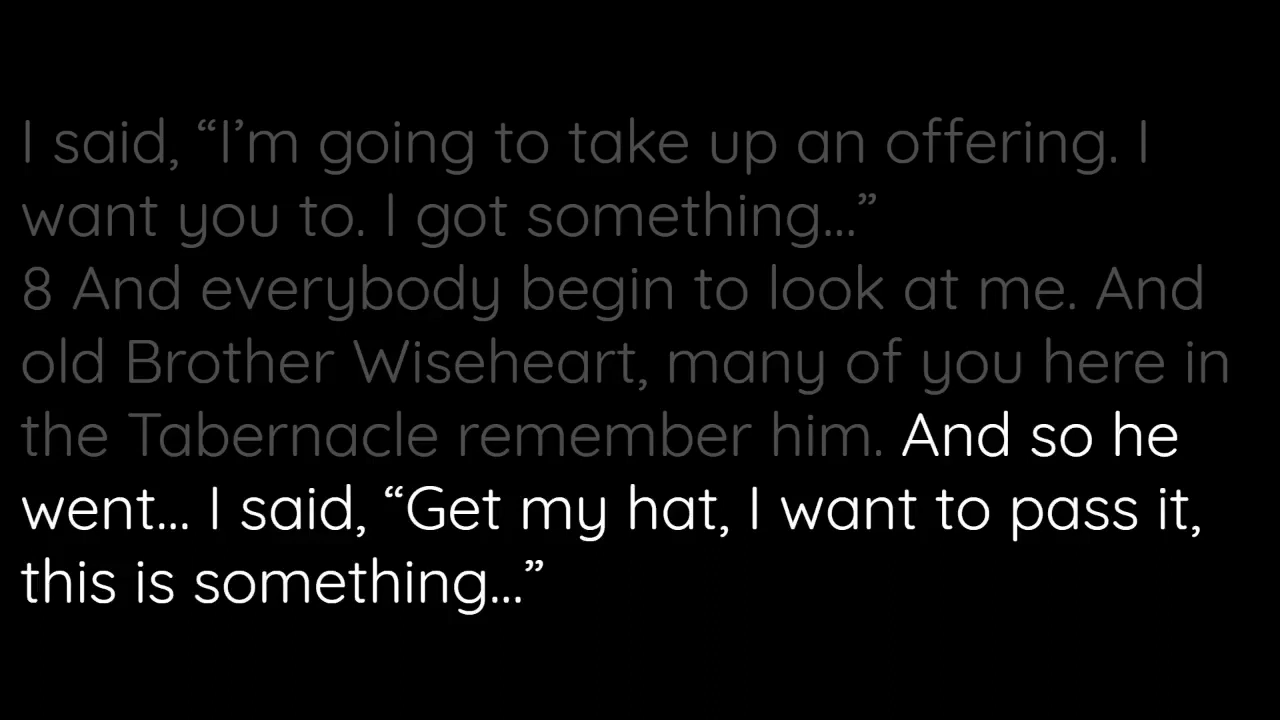 I said, “I’m going to take up an offering. I
want you to. I got something...”
8 And everybody begin to look at me. And
old Brother Wiseheart, many of you here in
the Tabernacle remember him. And so he
went... I said, “Get my hat, I want to pass it,
this is something...”